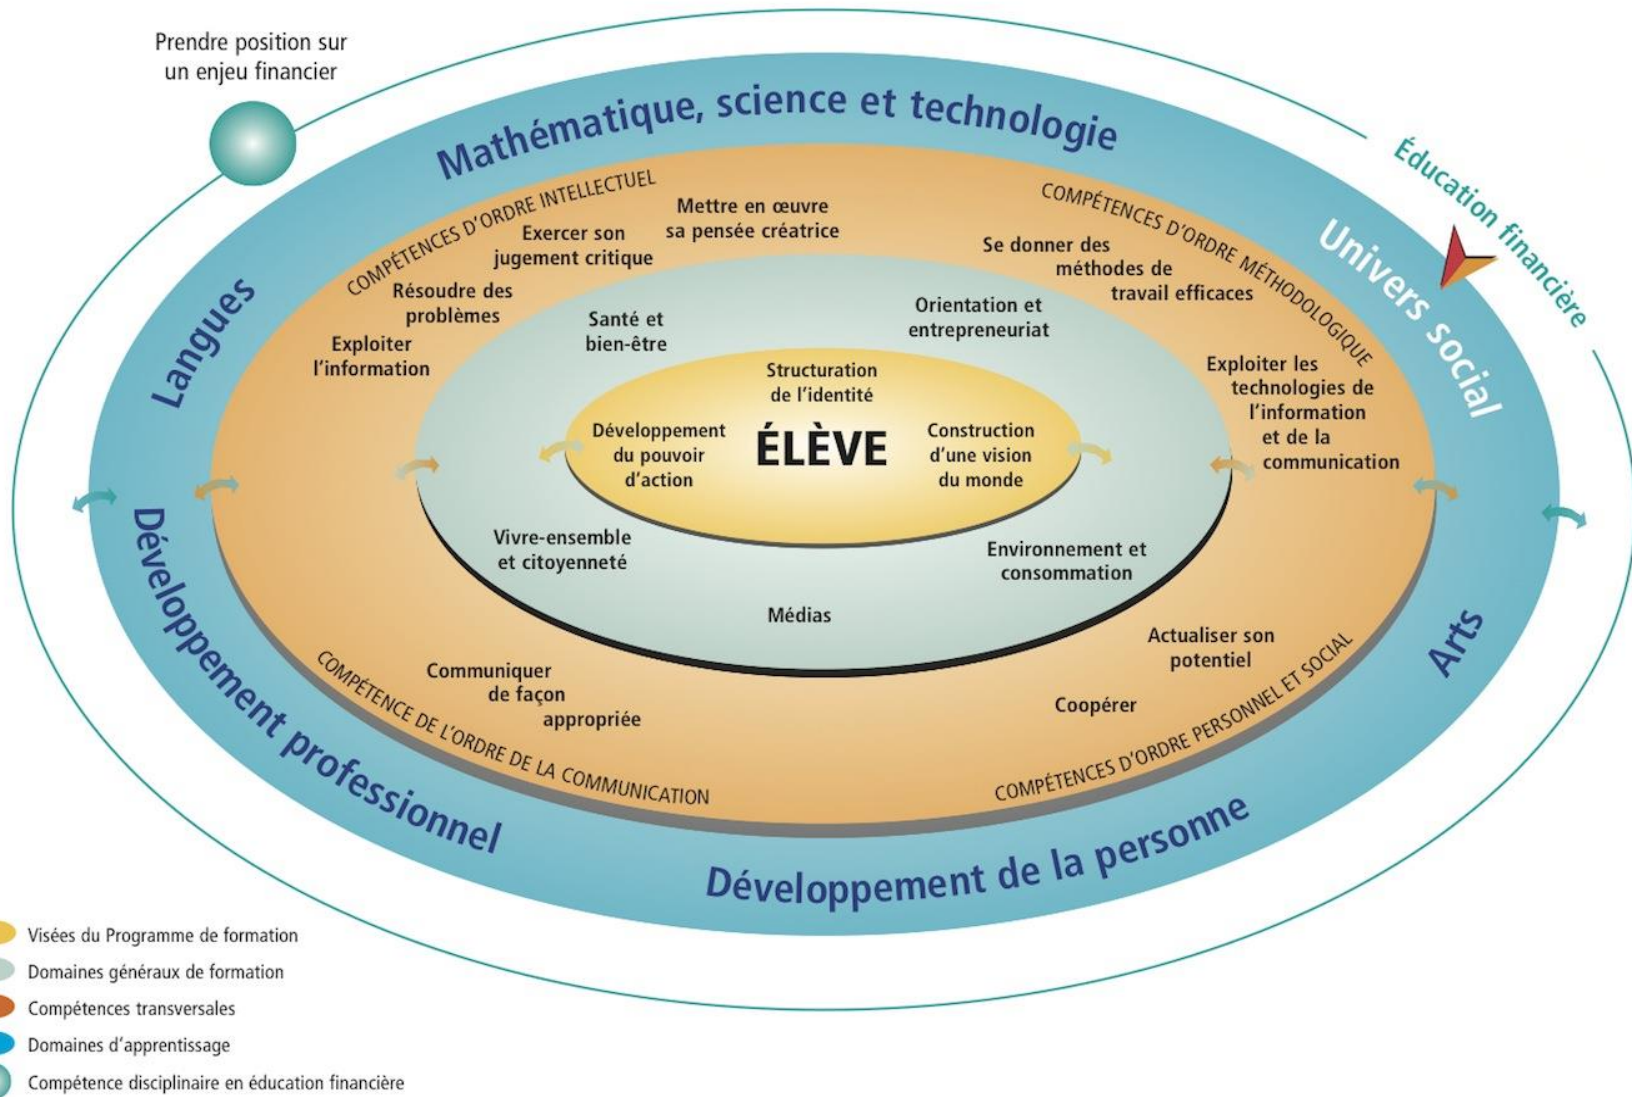 Prendre position sur
un enjeu financier
Éducation financière
Mathématique, science et technologie
Univers social
Langues
COMPÉTENCES D'ORDRE INTELLECTUEL
Mettre en œuvre
sa pensée créatrice
Exercer son
jugement critique
Résoudre des
problèmes
Exploiter
l'information
COMPÉTENCES D'ORDRE MÉTHODOLOGIQUE
Se donner des
méthodes de
travail efficaces
Exploiter les
technologies de
l'information
et de la
communication
Santé et
bien-être
Orientation et
entrepreneuriat
Structuration
de l'identité
Développement
du pouvoir
d'action
ÉLÈVE
Construction
d'une vision
du monde
Vivre-ensemble
et citoyenneté
Environnement et
consommation
Médias
Communiquer
de façon
appropriée
COMPÉTENCE DE L'ORDRE DE LA COMMUNICATION
Actualiser son
potentiel
Coopérer
COMPÉTENCES D'ORDRE PERSONNEL ET SOCIAL
Arts
Développement professionnel
Développement de la personne
Visées du Programme de formation
Domaines généraux de formation
Compétences transversales
Domaines d'apprentissage
Compétence disciplinaire en éducation financière